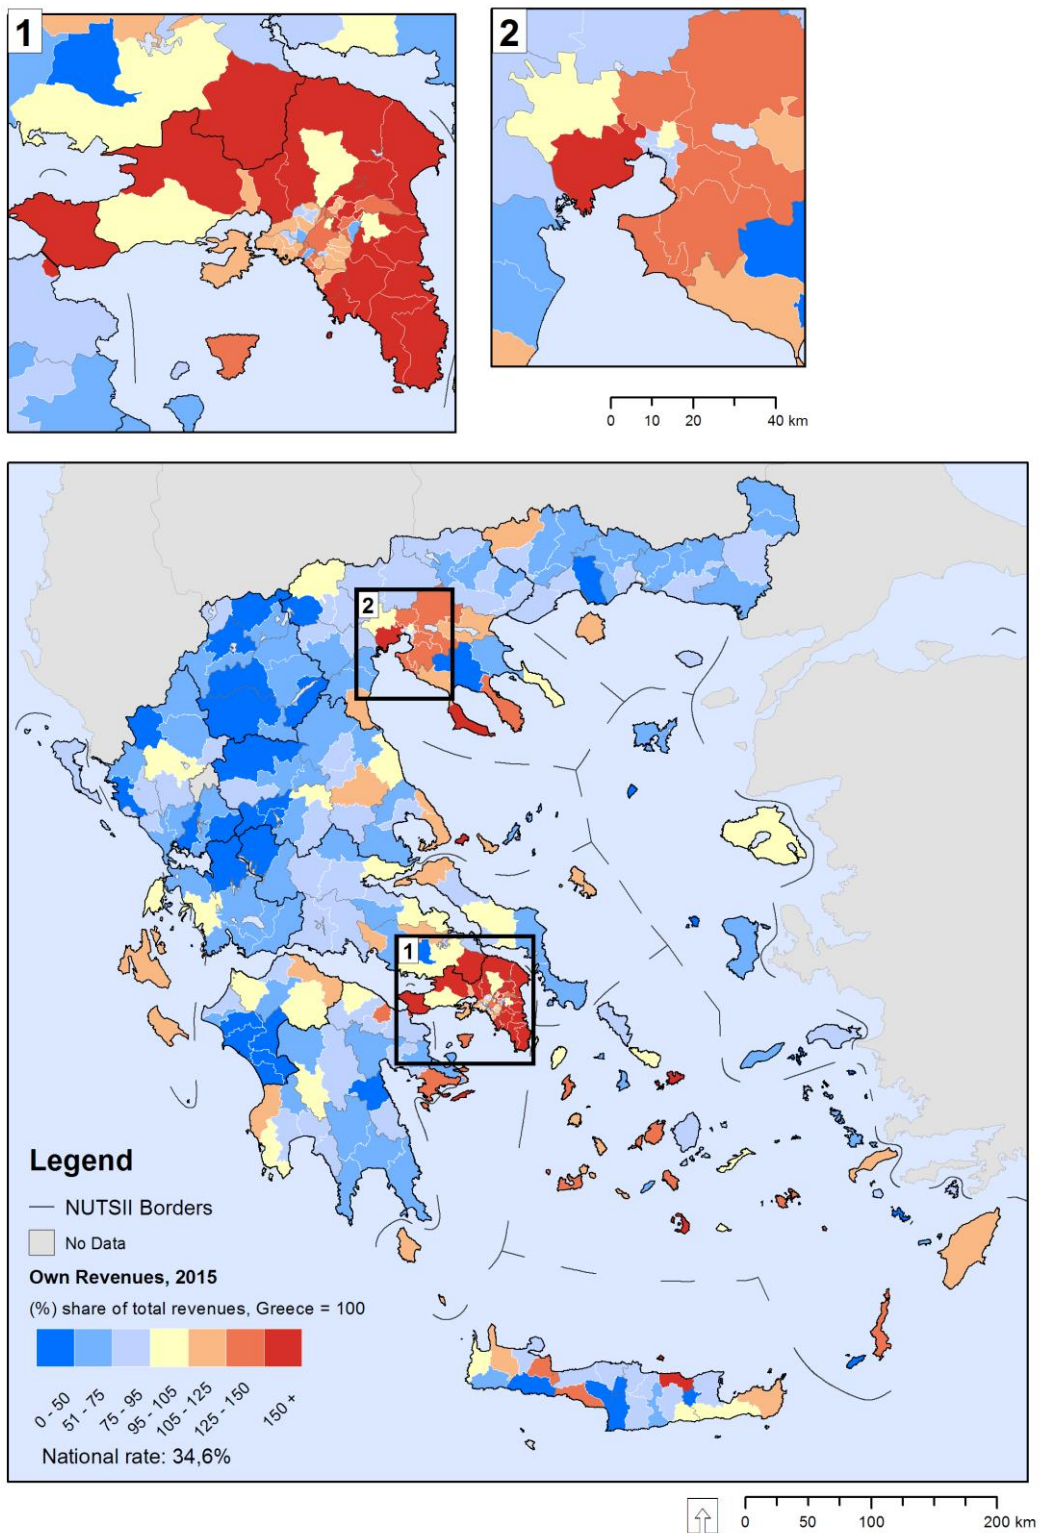 1
2
0 10 20 40 km
2
1
Legend
NUTSII Borders
No Data
Own Revenues, 2015
(%) share of total revenues, Greece = 100
0 - 50
51 - 75
75 - 95
95 - 105
105 - 125
125 - 150
150 +
National rate: 34,6%
0 50 100 200 km